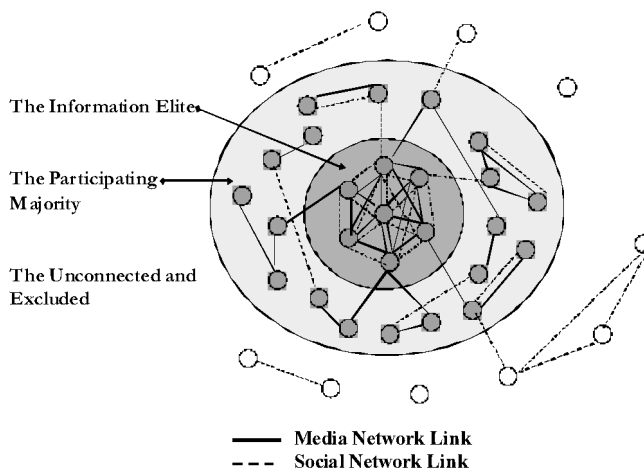 The Information Elite
The Participating
Majority
The Unconnected and
Excluded
Media Network Link
Social Network Link